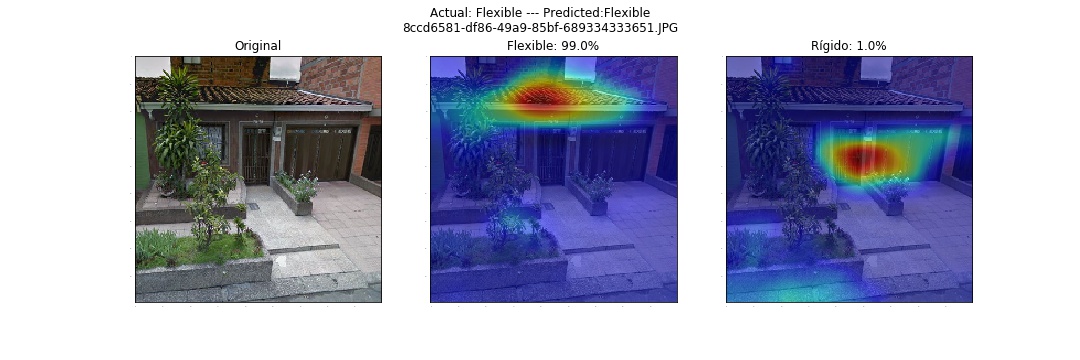 Actual: Flexible --- Predicted:Flexible
8ccd6581-df86-49a9-85bf-689334333651.JPG
Original
Flexible: 99.0%
Rígido: 1.0%